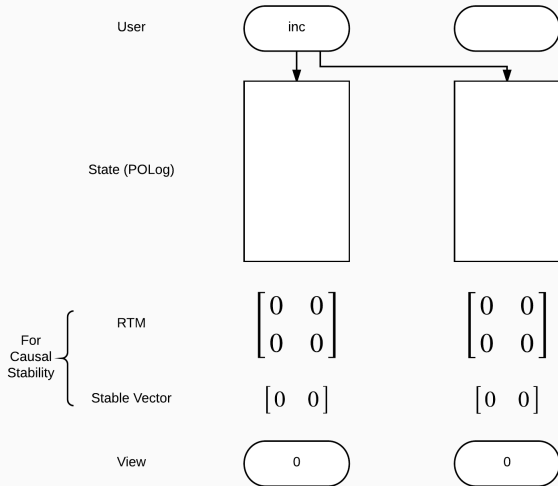 User
inc
State (POLog)
For
Causal
Stability
RTM
[0 0
0 0]
[0 0
0 0]
Stable Vector
[0 0]
[0 0]
View
0
0